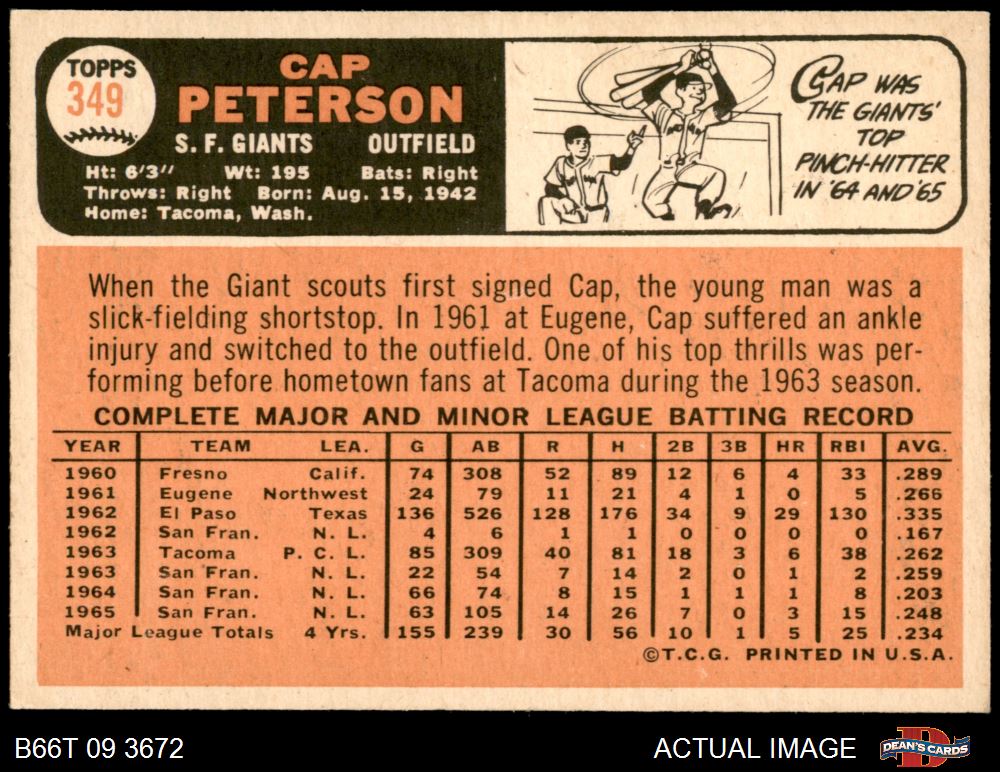 TOPPS
349
CAP
PETERSON
S. F. GIANTS OUTFIELD
Ht: 6'3" Wt: 195 Bats: Right
Throws: Right Born: Aug. 15, 1942
Home: Tacoma, Wash.
CAP WAS
THE GIANTS'
TOP
PINCH-HITTER
IN '64 AND '65
When the Giant scouts first signed Cap, the young man was a
slick-fielding shortstop. In 1961 at Eugene, Cap suffered an ankle
injury and switched to the outfield. One of his top thrills was per-
forming before hometown fans at Tacoma during the 1963 season.
COMPLETE MAJOR AND MINOR LEAGUE BATTING RECORD
YEAR TEAM LEA. G AB R H 2B 3B HR RBI AVG.
1960 Fresno Calif. 74 308 52 89 12 6 4 33 .289
1961 Eugene Northwest 24 79 11 21 4 1 0 5 .266
1962 El Paso Texas 136 526 128 176 34 9 29 130 .335
1962 San Fran. N. L. 4 6 1 1 0 0 0 0 .167
1963 Tacoma P. C. L. 85 309 40 81 18 3 6 38 .262
1963 San Fran. N. L. 22 54 7 14 2 0 1 2 .259
1964 San Fran. N. L. 66 74 8 15 1 1 1 8 .203
1965 San Fran. N. L. 63 105 14 26 7 0 3 15 .248
Major League Totals 4 Yrs. 155 239 30 56 10 1 5 25 .234
©T.C.G. PRINTED IN U.S.A.
B66T 09 3672 ACTUAL IMAGE DEAN'S CARDS